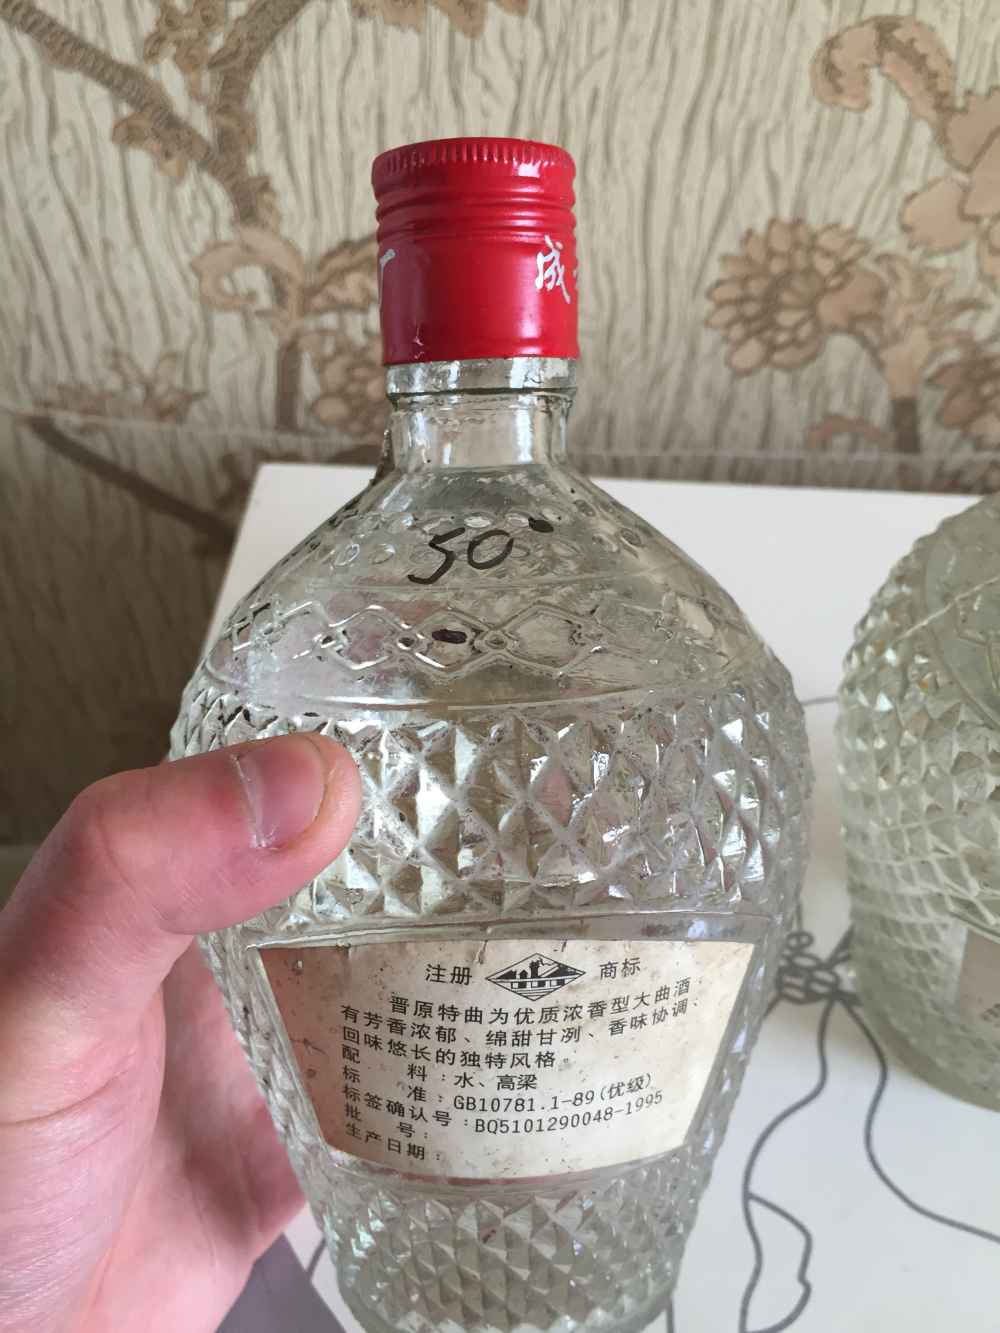 厂 成
50°
注册 商标
晋原特曲为优质浓香型大曲酒,
有芳香浓郁、绵甜甘冽、香味协调、
回味悠长的独特风格。
配 料:水、高梁
标 准:GB10781.1-89(优级)
标签确认号:BQ5101290048-1995
批 号:
生产日期: